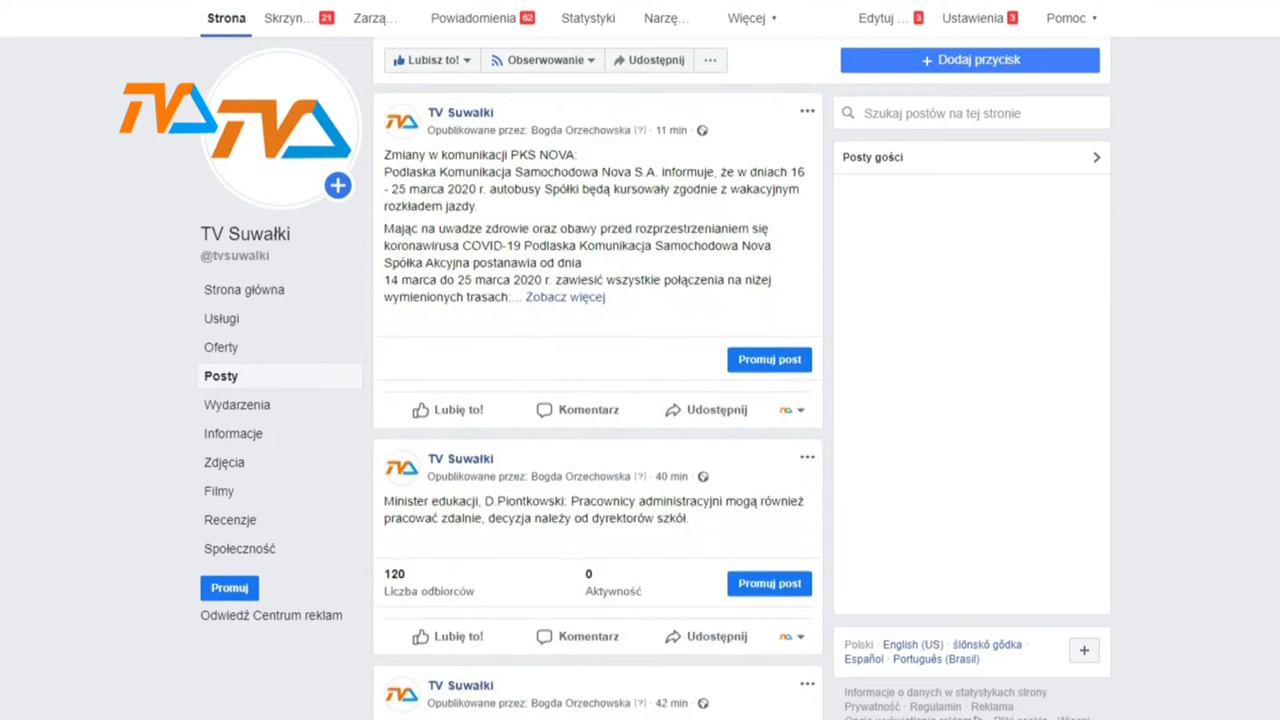 Strona
Skrzyn... 21
Zarzą...
Powiadomienia 62
Statystyki
Narzę...
Więcej
Edytuj ... 3
Ustawienia 3
Pomoc
Lubisz to!
Obserwowanie
Udostępnij
Dodaj przycisk
TVA
TVA
TV Suwałki
@tvsuwalki
Strona główna
Usługi
Oferty
Posty
Wydarzenia
Informacje
Zdjęcia
Filmy
Recenzje
Społeczność
Promuj
Odwiedź Centrum reklam
TV Suwałki
Opublikowane przez: Bogda Orzechowska [?] · 11 min ·
Zmiany w komunikacji PKS NOVA:
Podlaska Komunikacja Samochodowa Nova S.A. informuje, że w dniach 16
- 25 marca 2020 r. autobusy Spółki będą kursowały zgodnie z wakacyjnym
rozkładem jazdy.
Mając na uwadze zdrowie oraz obawy przed rozprzestrzenianiem się
koronawirusa COVID-19 Podlaska Komunikacja Samochodowa Nova
Spółka Akcyjna postanawia od dnia
14 marca do 25 marca 2020 r. zawiesić wszystkie połączenia na niżej
wymienionych trasach:... Zobacz więcej
Promuj post
Lubię to!
Komentarz
Udostępnij
TV Suwałki
Opublikowane przez: Bogda Orzechowska [?] · 40 min ·
Minister edukacji, D.Piontkowski: Pracownicy administracyjni mogą również
pracować zdalnie, decyzja należy od dyrektorów szkół.
120
Liczba odbiorców
0
Aktywność
Promuj post
Lubię to!
Komentarz
Udostępnij
TV Suwałki
Opublikowane przez: Bogda Orzechowska [?] · 42 min ·
Szukaj postów na tej stronie
Posty gości
Polski · English (US) · ślōnskŏ gŏdka ·
Español · Português (Brasil)
Informacje o danych w statystykach strony
Prywatność · Regulamin · Reklama ·